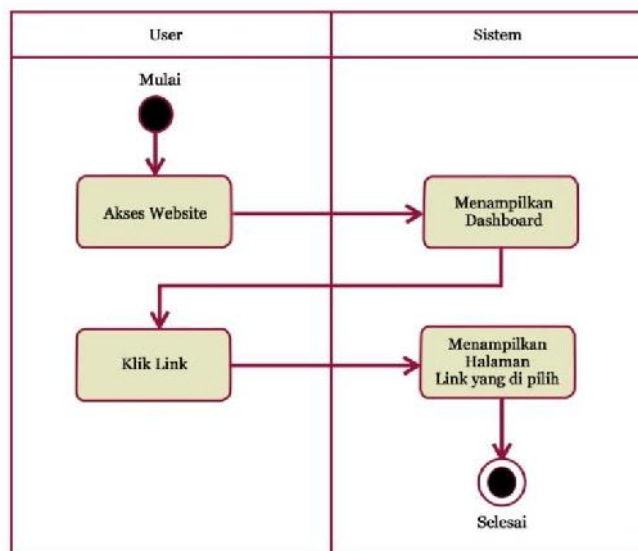 User
Sistem
Mulai
Akses Website
Menampilkan
Dashboard
Klik Link
Menampilkan
Halaman
Link yang di pilih
Selesai